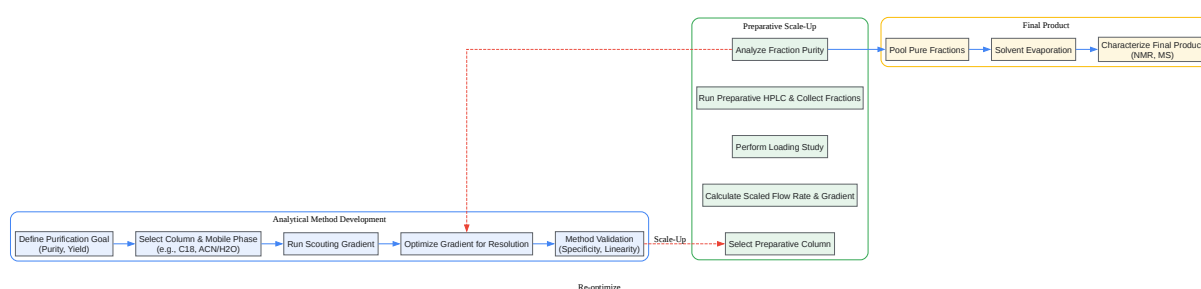 Preparative Scale-Up
Final Product
Analyze Fraction Purity
Pool Pure Fractions
Solvent Evaporation
Characterize Final Product
(NMR, MS)
Run Preparative HPLC & Collect Fractions
Perform Loading Study
Calculate Scaled Flow Rate & Gradient
Analytical Method Development
Define Purification Goal
(Purity, Yield)
Select Column & Mobile Phase
(e.g., C18, ACN/H2O)
Run Scouting Gradient
Optimize Gradient for Resolution
Method Validation
(Specificity, Linearity)
Scale-Up
Select Preparative Column
Re-optimize